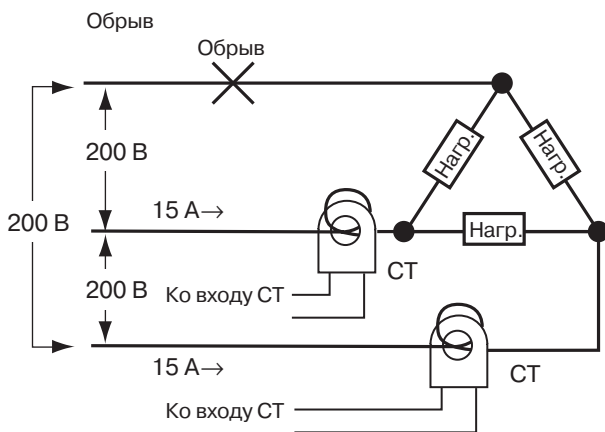 Обрыв
Обрыв
200 В
Нагр.
Нагр.
15 А→
200 В
Нагр.
200 В
СТ
Ко входу СТ
15 А→
СТ
Ко входу СТ